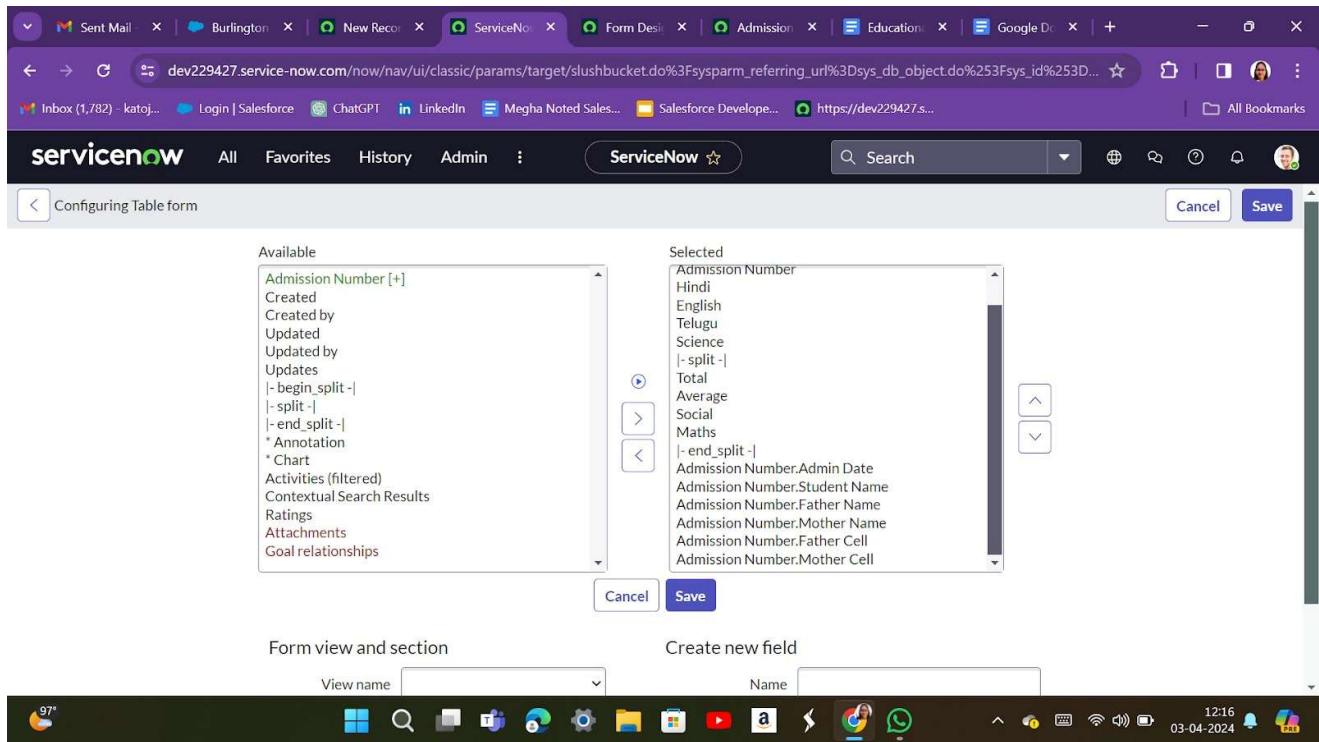 Sent Mail -
Burlington
New Recor
ServiceNo
Form Desig
Admission
Educationa
Google Do
dev229427.service-now.com/now/nav/ui/classic/params/target/slushbucket.do%3Fsysparm_referring_url%3Dsys_db_object.do%253Fsys_id%253D...
Inbox (1,782) - katoj...
Login | Salesforce
ChatGPT
LinkedIn
Megha Noted Sales...
Salesforce Develope...
https://dev229427.s...
All Bookmarks
servicenow
All
Favorites
History
Admin
ServiceNow
Search
Configuring Table form
Cancel
Save
Available
Admission Number [+]
Created
Created by
Updated
Updated by
Updates
|- begin_split -|
|- split -|
|- end_split -|
* Annotation
* Chart
Activities (filtered)
Contextual Search Results
Ratings
Attachments
Goal relationships
Selected
Admission Number
Hindi
English
Telugu
Science
|- split -|
Total
Average
Social
Maths
|- end_split -|
Admission Number.Admin Date
Admission Number.Student Name
Admission Number.Father Name
Admission Number.Mother Name
Admission Number.Father Cell
Admission Number.Mother Cell
Cancel
Save
Form view and section
View name
Create new field
Name
97°
12:16
03-04-2024
PRE